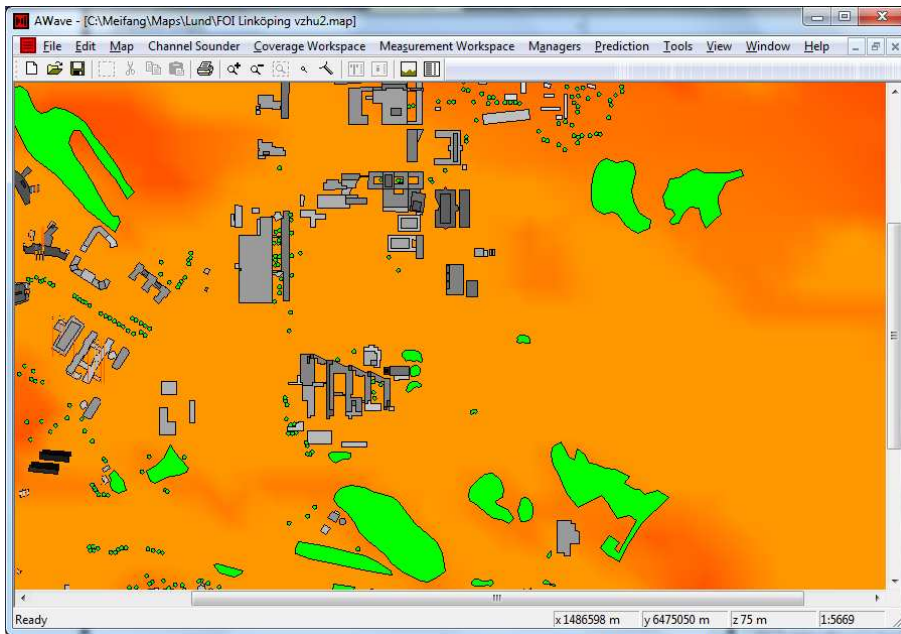 AWave - [C:\Meifang\Maps\Lund\FOI Linköping vzhu2.map]
File Edit Map Channel Sounder Coverage Workspace Measurement Workspace Managers Prediction Tools View Window Help
Ready x 1486598 m y 6475050 m z 75 m 1:5669